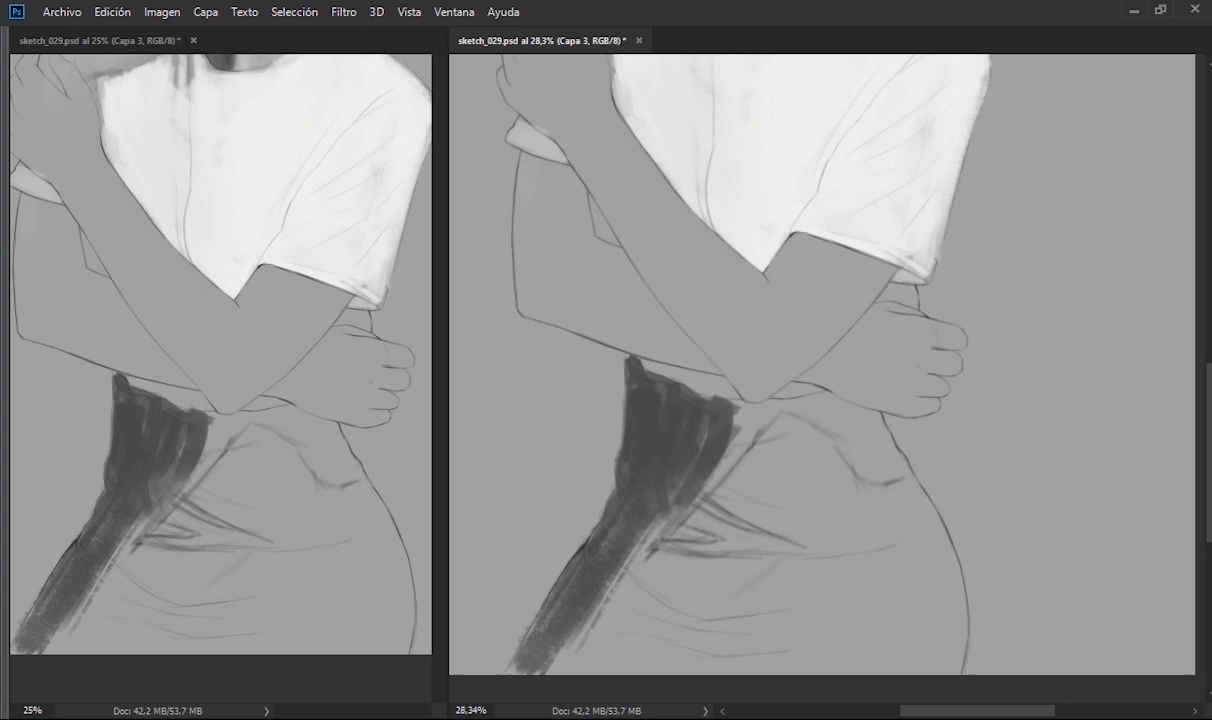 Ps Archivo Edición Imagen Capa Texto Selección Filtro 3D Vista Ventana Ayuda
sketch_029.psd al 25% (Capa 3, RGB/8) *
sketch_029.psd al 28,3% (Capa 3, RGB/8) *
25% Doc: 42,2 MB/53,7 MB
28,34% Doc: 42,2 MB/53,7 MB